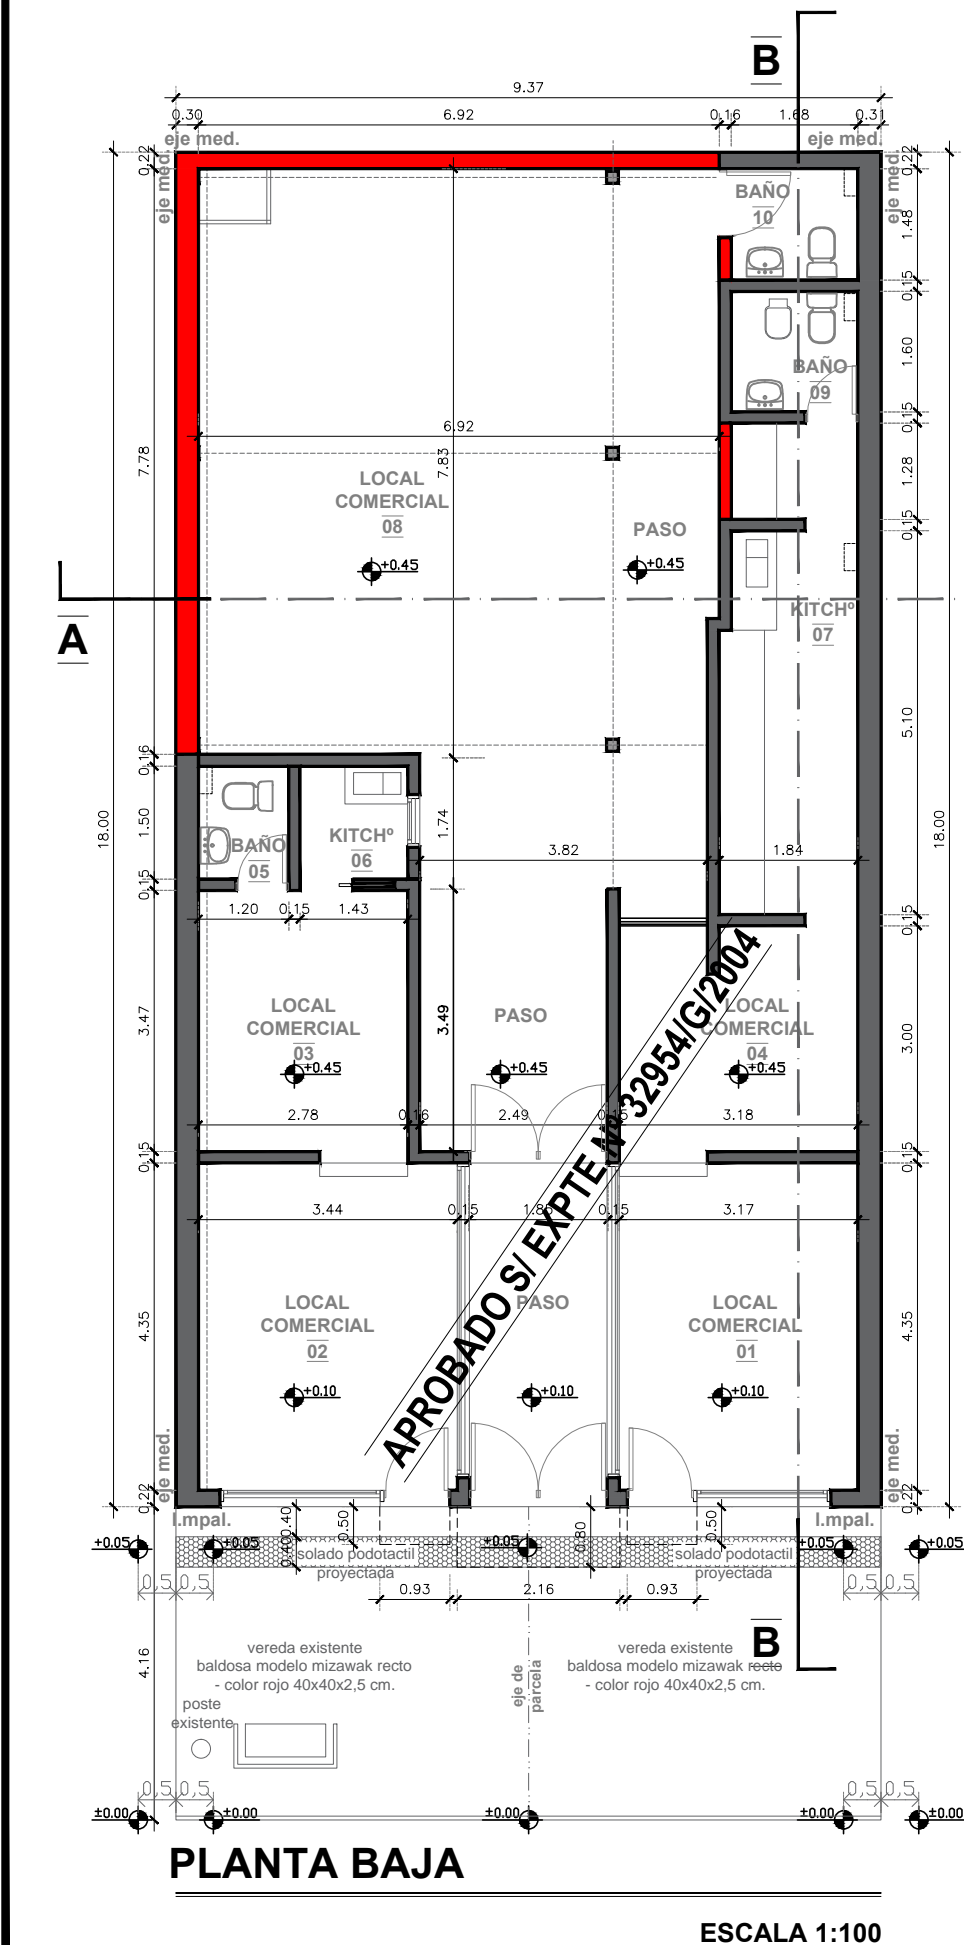 B
9.37
0.30
6.92
0.16
1.68
0.31
eje med.
eje med.
0.22
eje med.
0.22
eje med.
BAÑO
10
1.48
0.15
1.60
BAÑO
09
0.15
6.92
7.78
7.83
1.28
LOCAL
COMERCIAL
08
PASO
0.15
+0.45
+0.45
A
KITCHº
07
5.10
0.16
18.00
1.50
1.74
18.00
KITCHº
06
BAÑO
05
3.82
1.84
0.15
1.20
0.15
1.43
0.15
3.47
3.49
LOCAL
COMERCIAL
03
PASO
LOCAL
COMERCIAL
04
3.00
+0.45
+0.45
+0.45
2.78
0.16
2.49
0.15
3.18
0.15
0.15
APROBADO S/ EXPTE Nº 32954/G/2004
3.44
0.15
1.85
0.15
3.17
4.35
LOCAL
COMERCIAL
02
PASO
LOCAL
COMERCIAL
01
4.35
+0.10
+0.10
+0.10
eje med.
eje med.
0.22
0.22
l.mpal.
l.mpal.
0.40
0.40
0.50
0.80
0.50
+0.05
+0.05
+0.05
+0.05
+0.05
solado podotactil
proyectada
solado podotactil
proyectada
0,5
0,5
0.93
2.16
0.93
0,5
0,5
4.16
B
vereda existente
baldosa modelo mizawak recto
- color rojo 40x40x2,5 cm.
eje de
parcela
vereda existente
baldosa modelo mizawak recto
- color rojo 40x40x2,5 cm.
poste
existente
0,5
0,5
0,5
0,5
±0.00
±0.00
±0.00
±0.00
±0.00
PLANTA BAJA
ESCALA 1:100